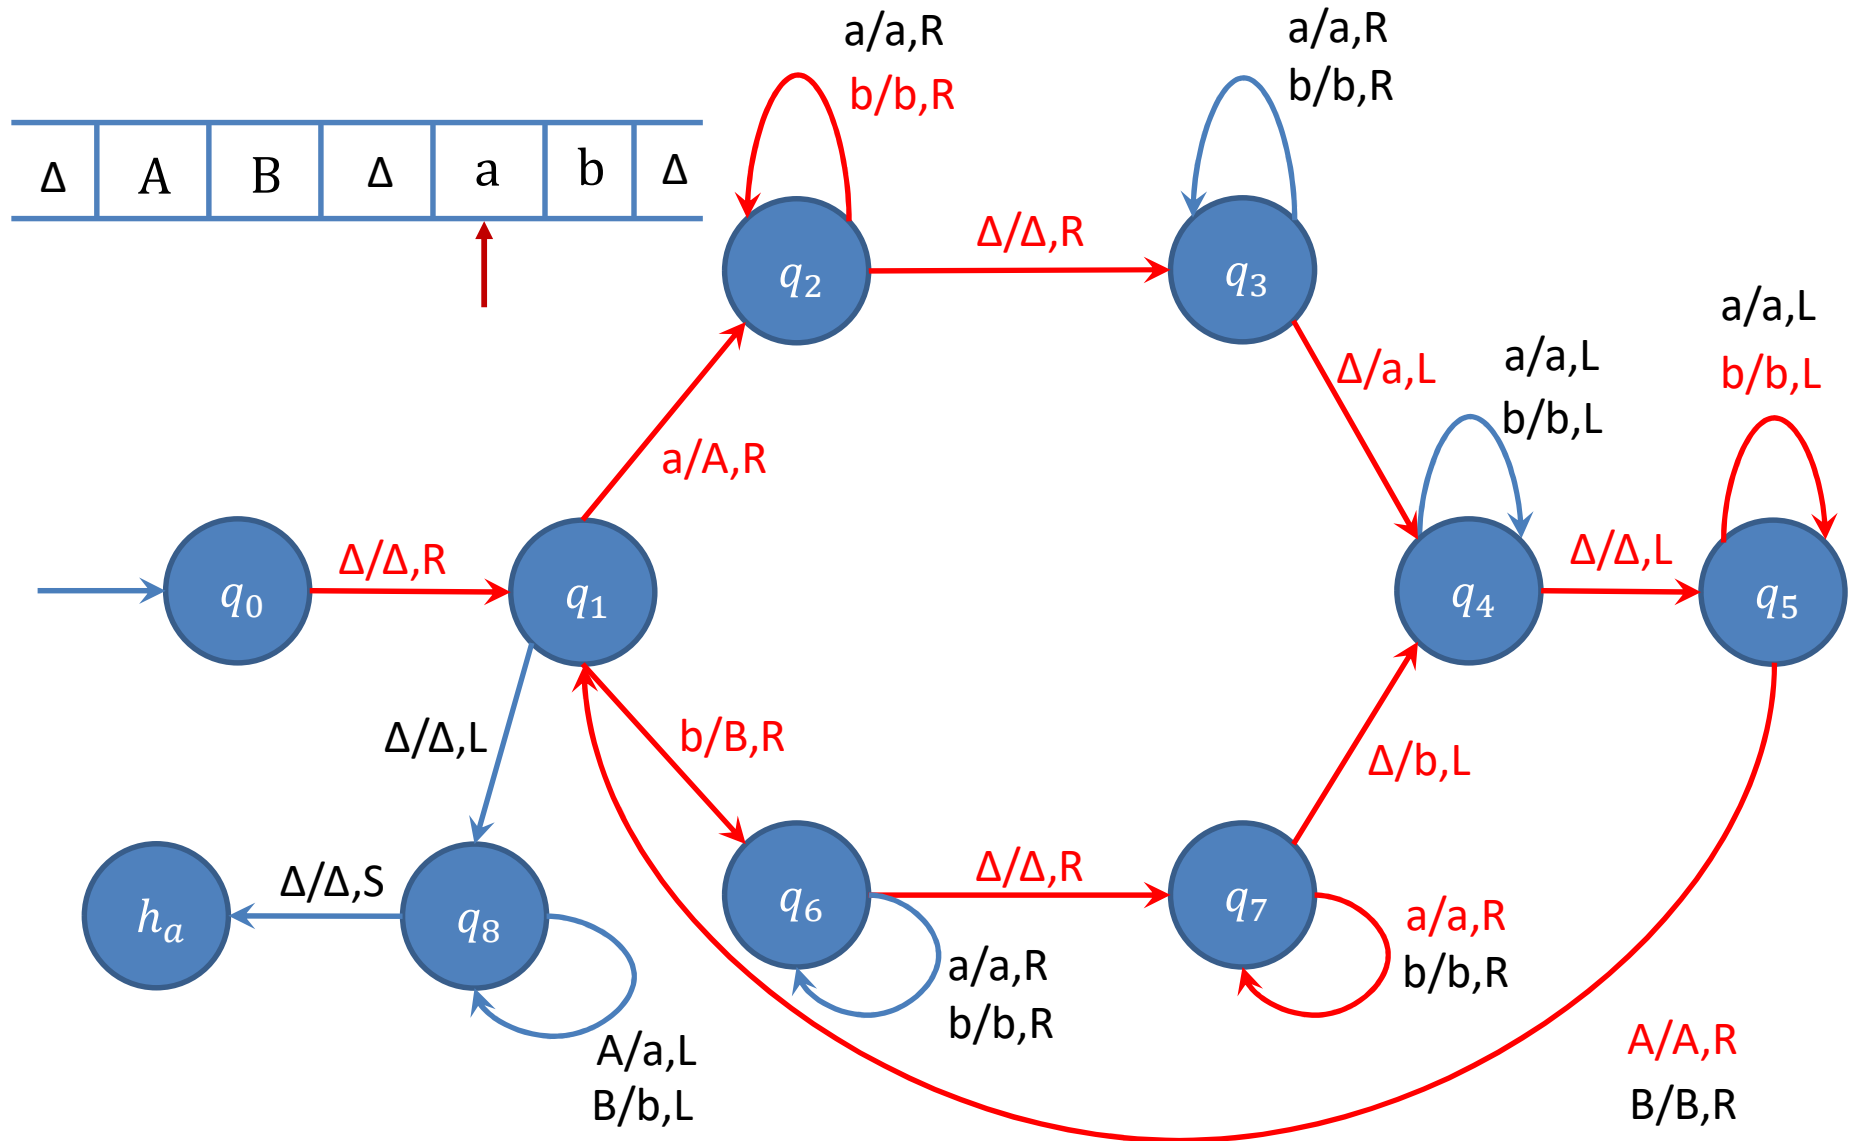 a/a,R
b/b,R
a/a,R
b/b,R
Δ A B Δ a b Δ
q₂
Δ/Δ,R
q₃
a/a,L
b/b,L
Δ/a,L
a/a,L
b/b,L
a/A,R
q₀
Δ/Δ,R
q₁
q₄
Δ/Δ,L
q₅
Δ/Δ,L
b/B,R
Δ/b,L
hₐ
Δ/Δ,S
q₈
q₆
Δ/Δ,R
q₇
a/a,R
b/b,R
a/a,R
b/b,R
A/a,L
B/b,L
A/A,R
B/B,R